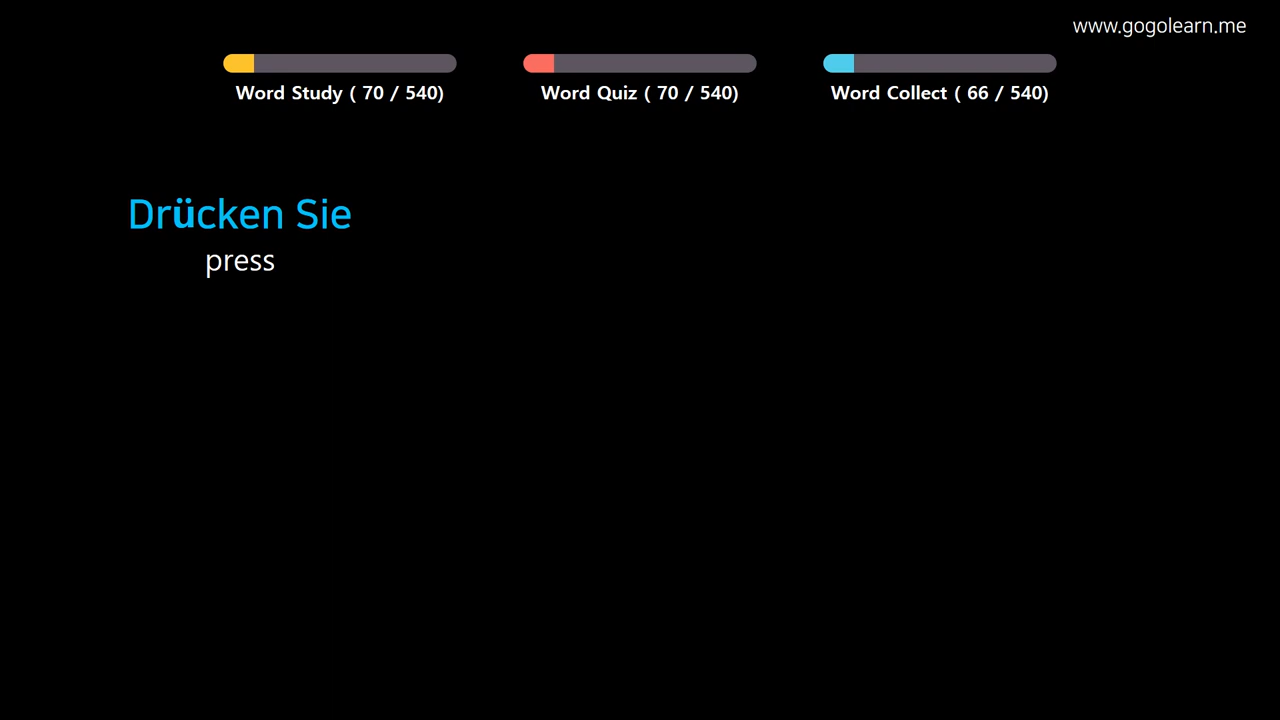 www.gogolearn.me
Word Study ( 70 / 540)
Word Quiz ( 70 / 540)
Word Collect ( 66 / 540)
Drücken Sie
press